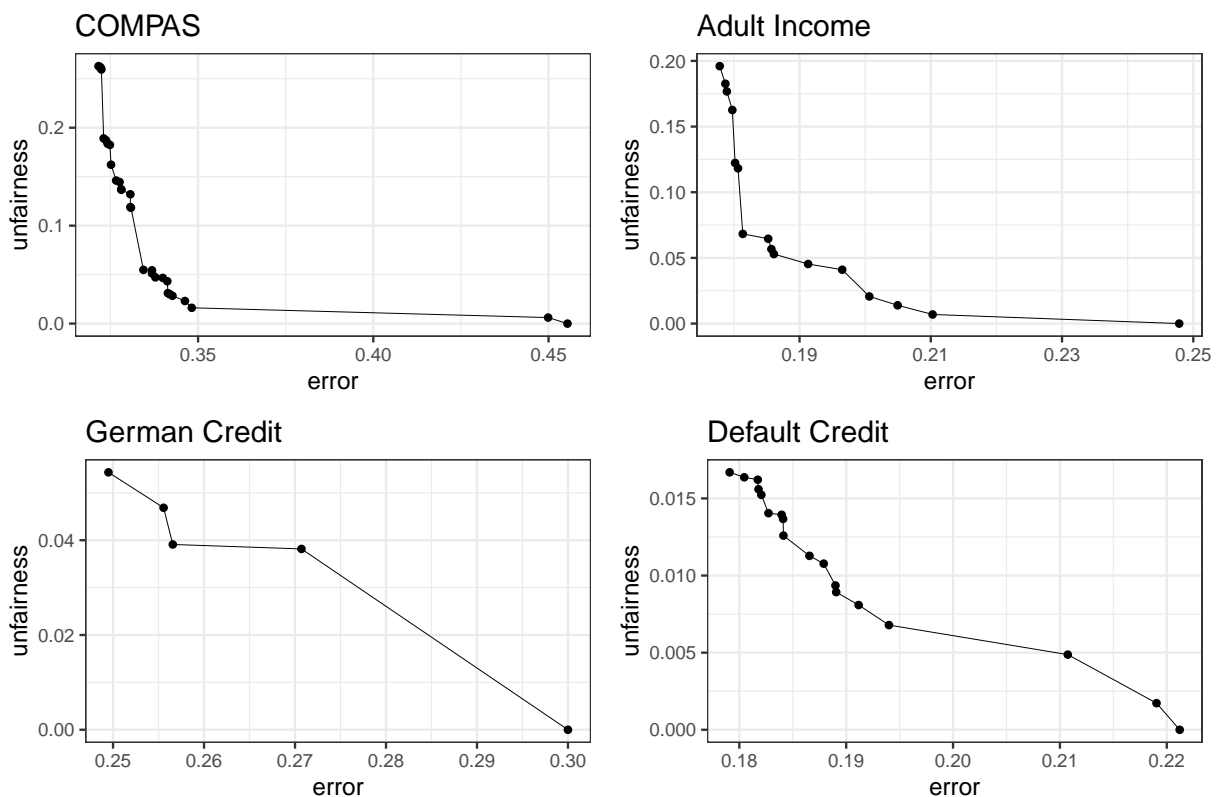 COMPAS
0.2
0.1
0.0
unfairness
0.35 0.40 0.45
error
Adult Income
0.20
0.15
0.10
0.05
0.00
unfairness
0.19 0.21 0.23 0.25
error
German Credit
0.04
0.02
0.00
unfairness
0.25 0.26 0.27 0.28 0.29 0.30
error
Default Credit
0.015
0.010
0.005
0.000
unfairness
0.18 0.19 0.20 0.21 0.22
error